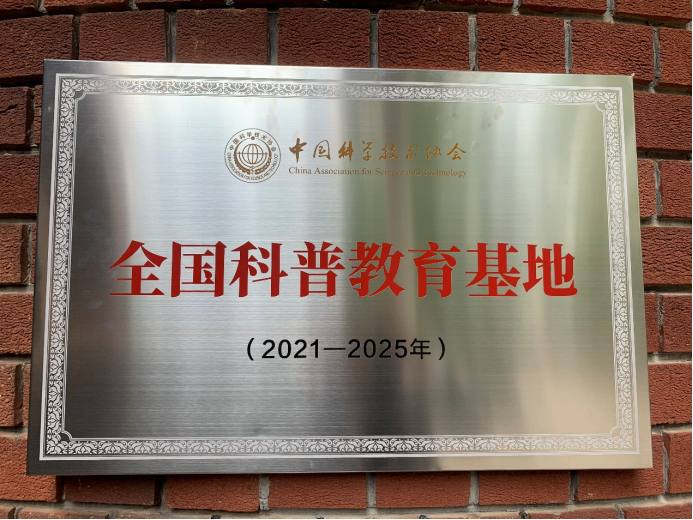 中国科学技术协会
China Association for Science and Technology
全国科普教育基地
（2021—2025年）